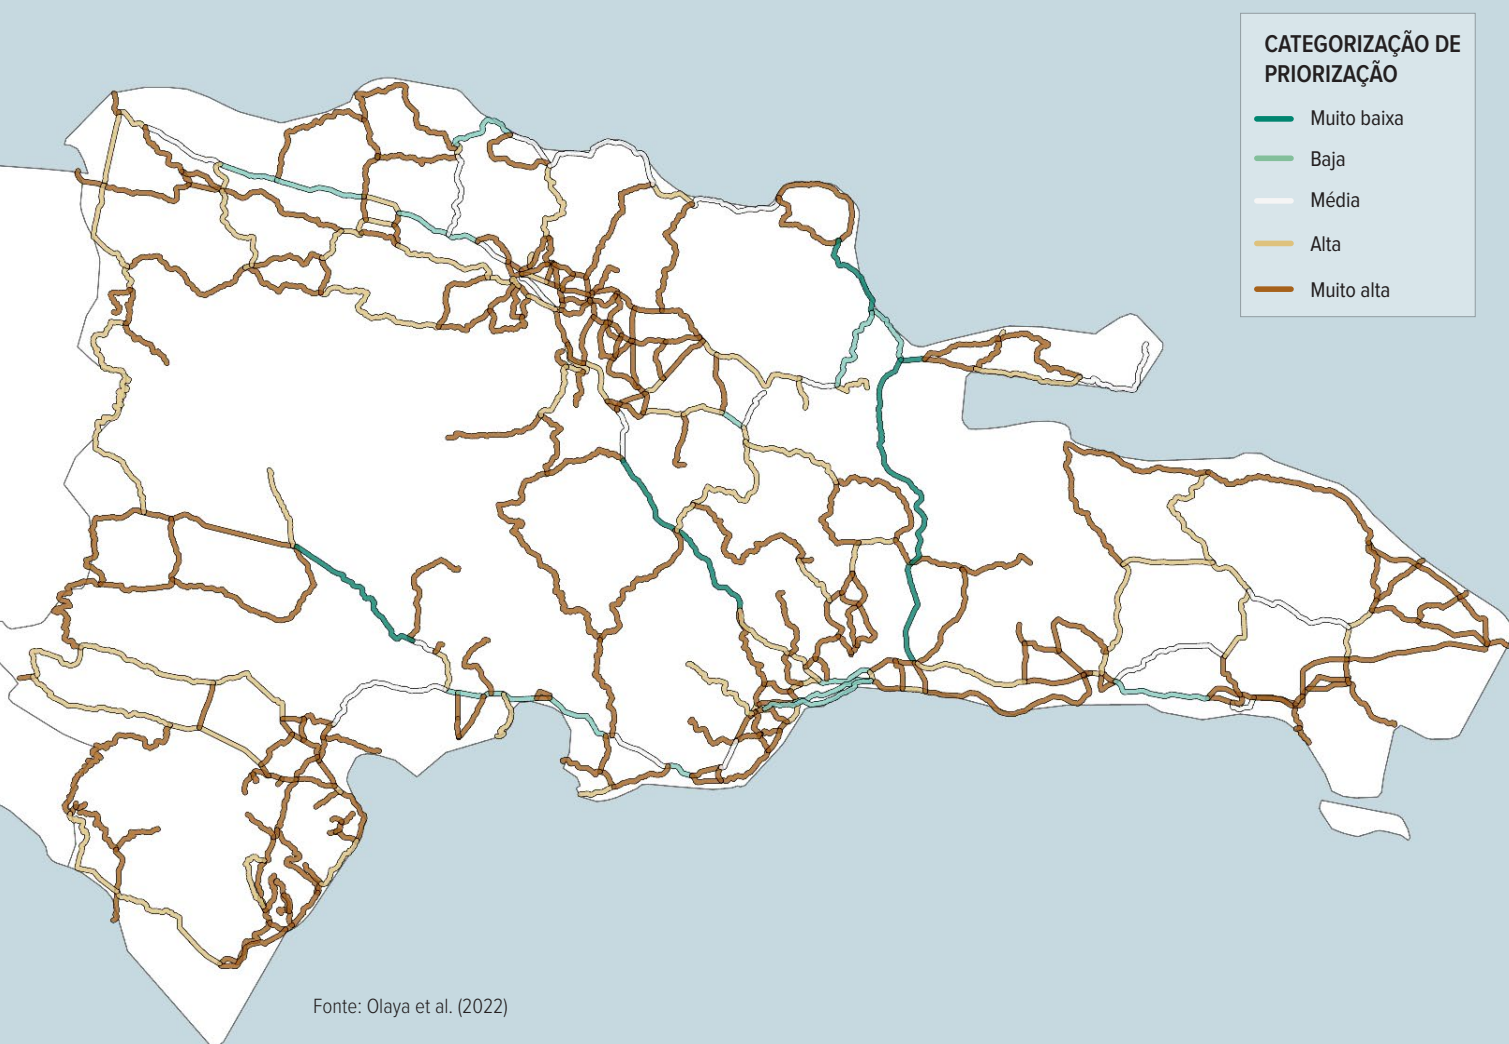 CATEGORIZAÇÃO DE
PRIORIZAÇÃO
Muito baixa
Baja
Média
Alta
Muito alta
Fonte: Olaya et al. (2022)